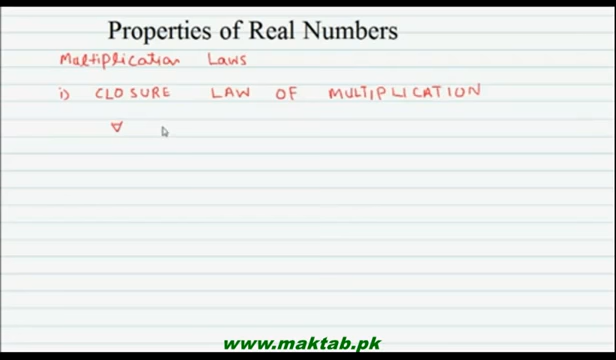 Properties of Real Numbers
Multiplication Laws
i) CLOSURE LAW OF MULTIPLICATION
∀
www.maktab.pk